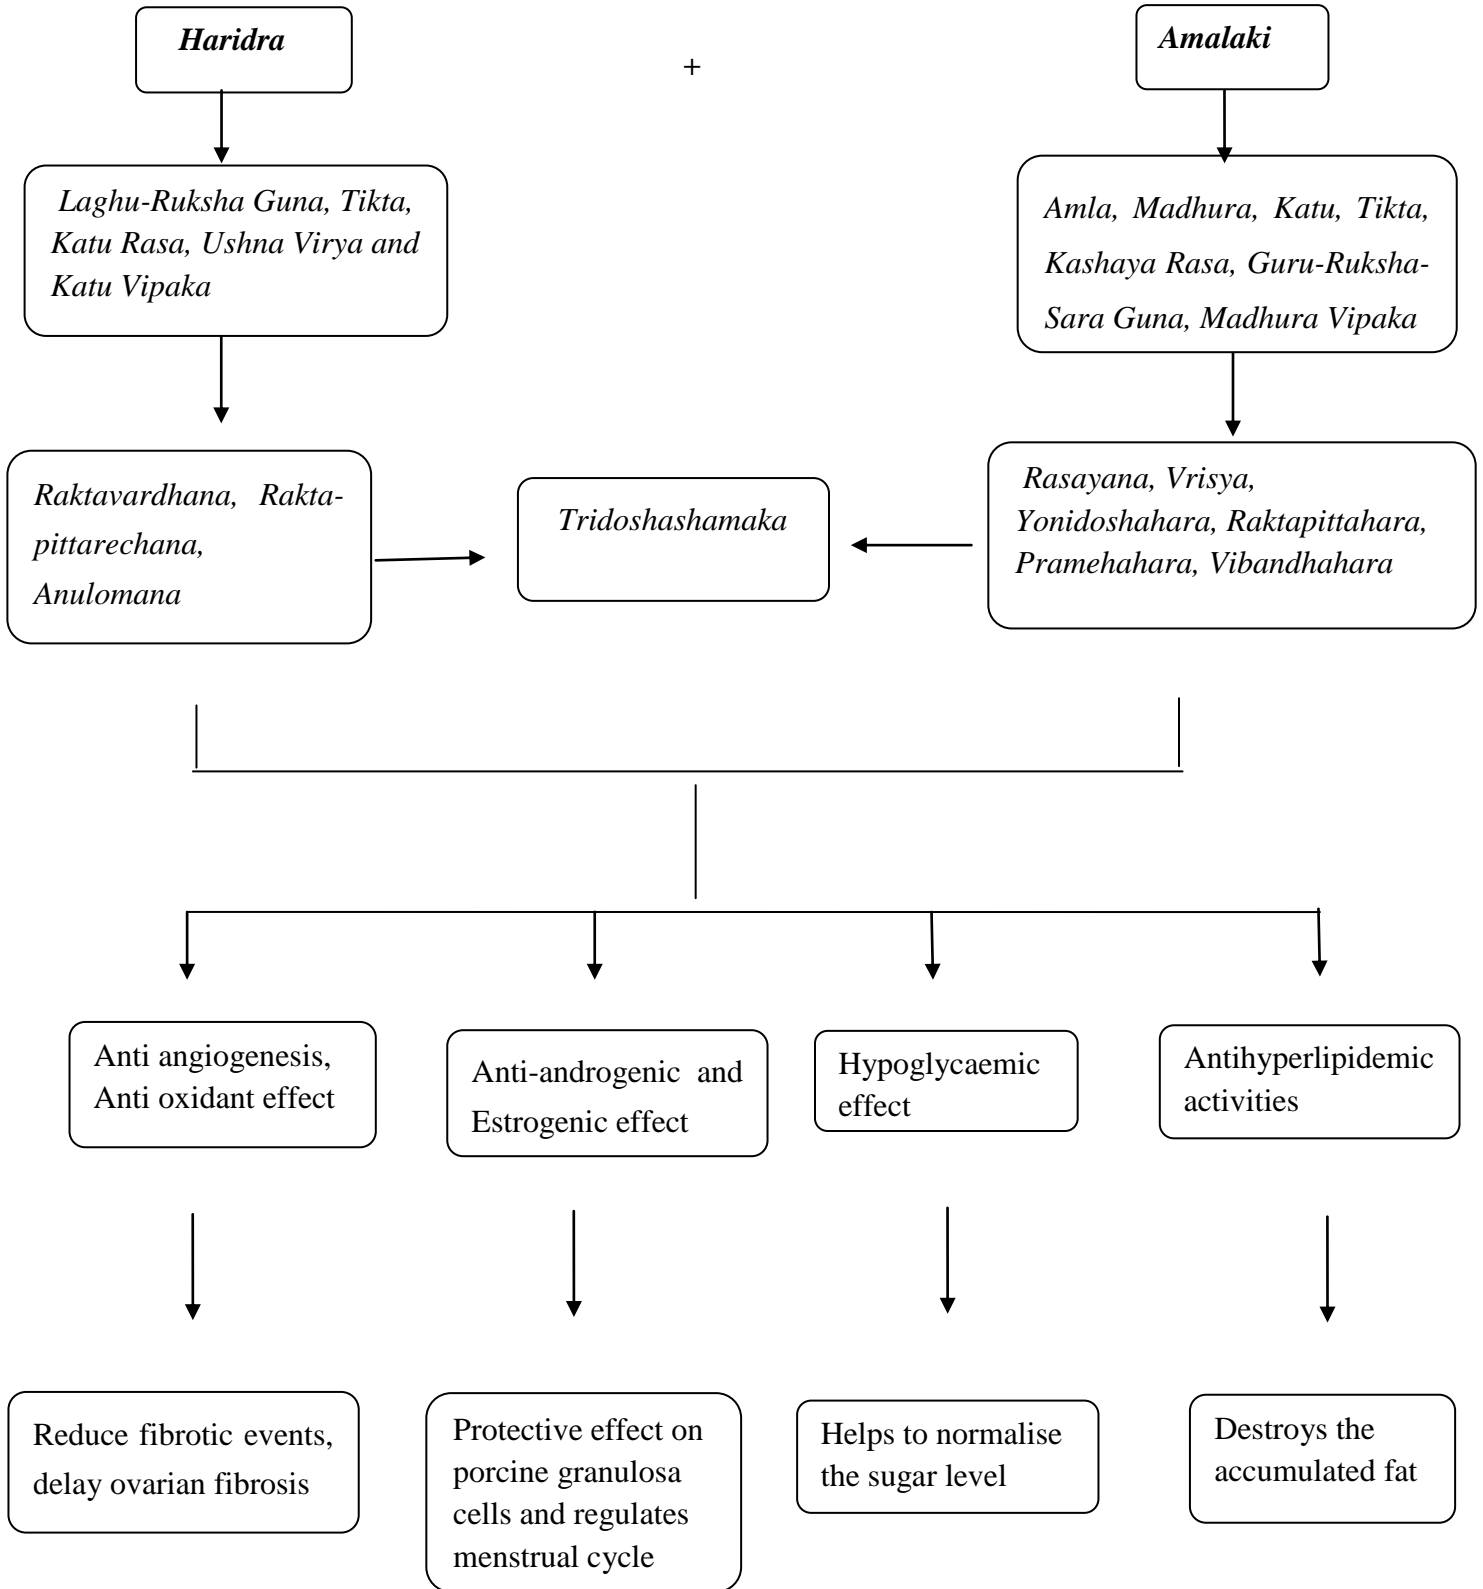 Haridra
+
Amalaki
Laghu-Ruksha Guna, Tikta,
Katu Rasa, Ushna Virya and
Katu Vipaka
Amla, Madhura, Katu, Tikta,
Kashaya Rasa, Guru-Ruksha-
Sara Guna, Madhura Vipaka
Raktavardhana, Rakta-
pittarechana,
Anulomana
Tridoshashamaka
Rasayana, Vrisya,
Yonidoshahara, Raktapittahara,
Pramehahara, Vibandhahara
Anti angiogenesis,
Anti oxidant effect
Anti-androgenic and
Estrogenic effect
Hypoglycaemic
effect
Antihyperlipidemic
activities
Reduce fibrotic events,
delay ovarian fibrosis
Protective effect on
porcine granulosa
cells and regulates
menstrual cycle
Helps to normalise
the sugar level
Destroys the
accumulated fat